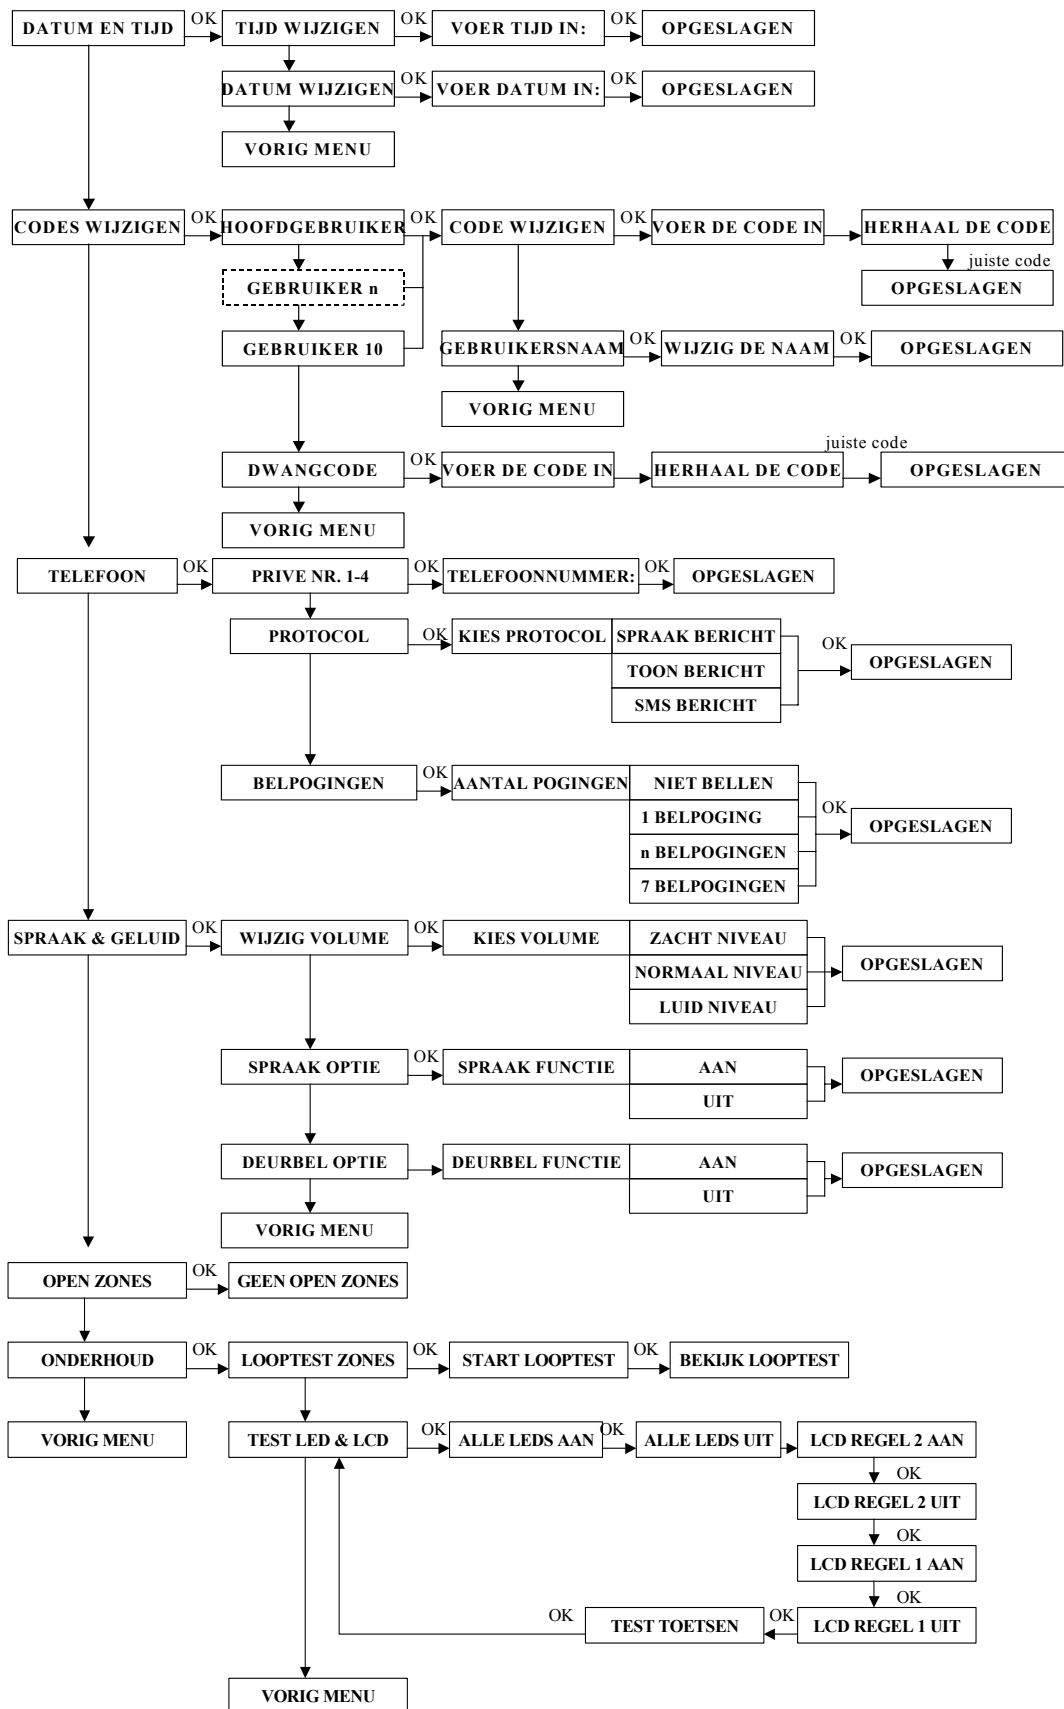 DATUM EN TIJD OK TIJD WIJZIGEN OK VOER TIJD IN: OK OPGESLAGEN
DATUM WIJZIGEN OK VOER DATUM IN: OK OPGESLAGEN
VORIG MENU
CODES WIJZIGEN OK HOOFDGEBRUIKER OK CODE WIJZIGEN OK VOER DE CODE IN HERHAAL DE CODE
juiste code
GEBRUIKER n OPGESLAGEN
GEBRUIKER 10 GEBRUIKERSNAAM OK WIJZIG DE NAAM OK OPGESLAGEN
VORIG MENU
juiste code
DWANGCODE OK VOER DE CODE IN HERHAAL DE CODE OPGESLAGEN
VORIG MENU
TELEFOON OK PRIVE NR. 1-4 OK TELEFOONNUMMER: OK OPGESLAGEN
PROTOCOL OK KIES PROTOCOL SPRAAK BERICHT OK
TOON BERICHT OPGESLAGEN
SMS BERICHT
BELPOGINGEN OK AANTAL POGINGEN NIET BELLEN
1 BELPOGING OK OPGESLAGEN
n BELPOGINGEN
7 BELPOGINGEN
SPRAAK & GELUID OK WIJZIG VOLUME OK KIES VOLUME ZACHT NIVEAU
NORMAAL NIVEAU OPGESLAGEN
LUID NIVEAU
SPRAAK OPTIE OK SPRAAK FUNCTIE AAN OPGESLAGEN
UIT
DEURBEL OPTIE DEURBEL FUNCTIE AAN OPGESLAGEN
UIT
VORIG MENU
OPEN ZONES OK GEEN OPEN ZONES
ONDERHOUD OK LOOPTEST ZONES OK START LOOPTEST OK BEKIJK LOOPTEST
VORIG MENU TEST LED & LCD OK ALLE LEDS AAN OK ALLE LEDS UIT LCD REGEL 2 AAN
OK
LCD REGEL 2 UIT
OK
LCD REGEL 1 AAN
OK
OK TEST TOETSEN OK LCD REGEL 1 UIT
VORIG MENU